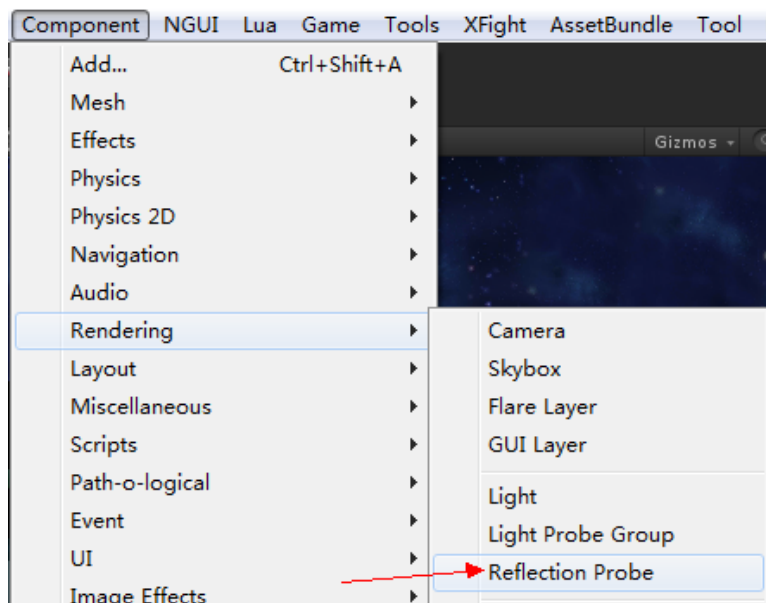 Component NGUI Lua Game Tools XFight AssetBundle Tool
Add... Ctrl+Shift+A
Mesh
Effects
Gizmos
Physics
Physics 2D
Navigation
Audio
Rendering
Layout
Miscellaneous
Scripts
Path-o-logical
Event
UI
Image Effects
Camera
Skybox
Flare Layer
GUI Layer
Light
Light Probe Group
Reflection Probe